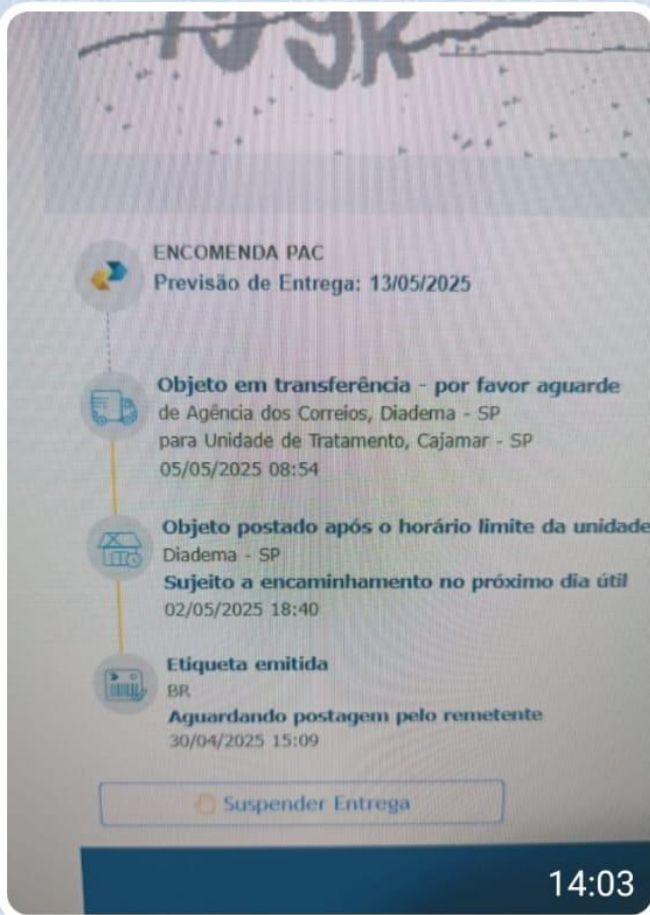 ENCOMENDA PAC
Previsão de Entrega: 13/05/2025
Objeto em transferência - por favor aguarde
de Agência dos Correios, Diadema - SP
para Unidade de Tratamento, Cajamar - SP
05/05/2025 08:54
Objeto postado após o horário limite da unidade
Diadema - SP
Sujeito a encaminhamento no próximo dia útil
02/05/2025 18:40
Etiqueta emitida
BR
Aguardando postagem pelo remetente
30/04/2025 15:09
Suspender Entrega
14:03